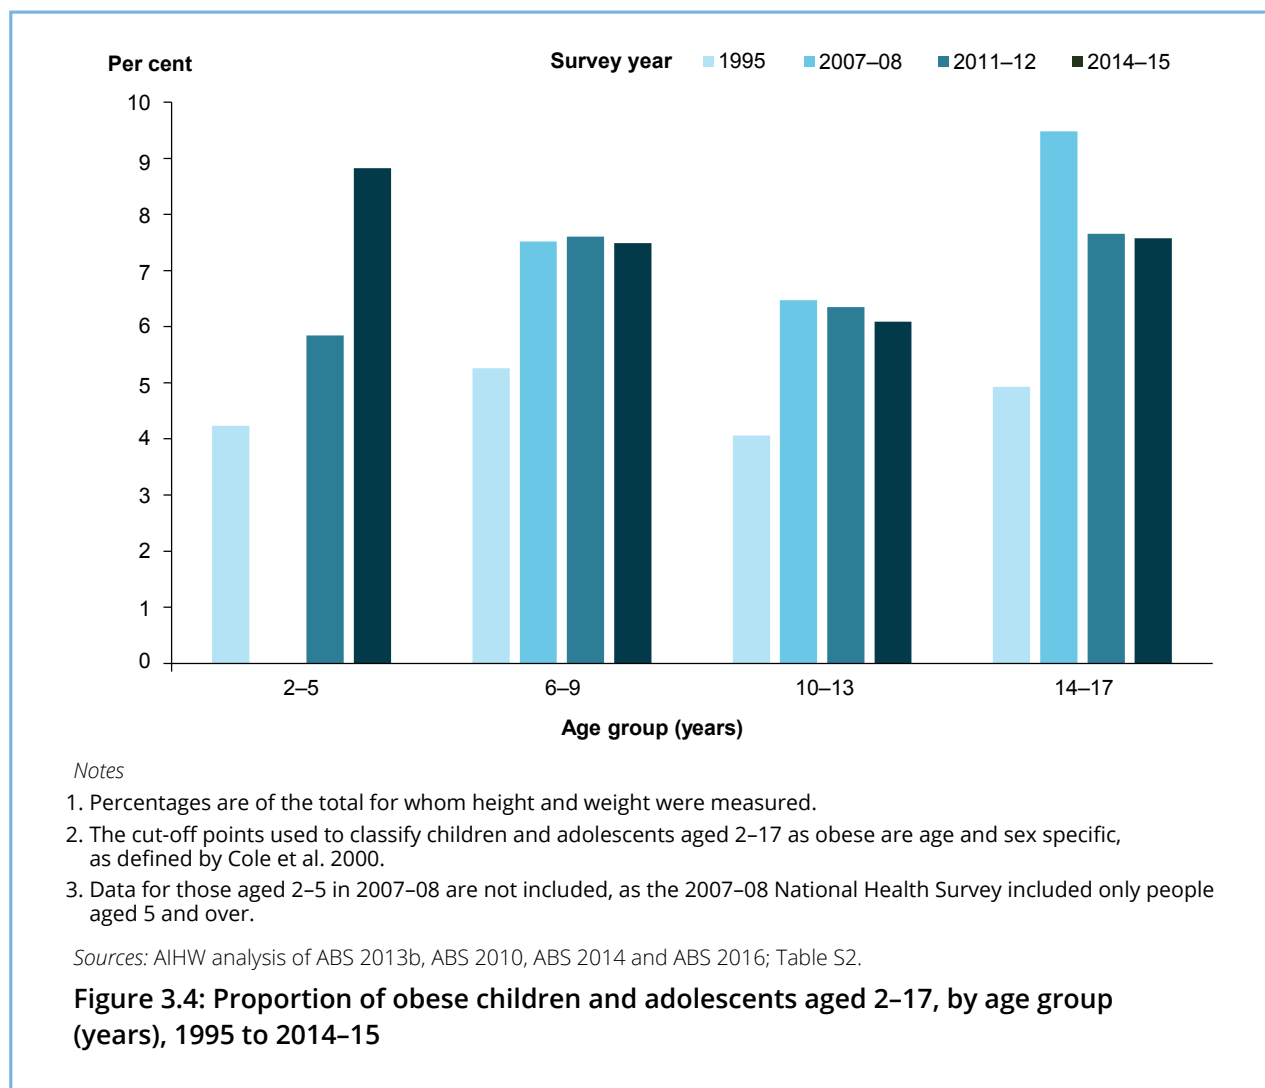 Per cent
Survey year 1995 2007–08 2011–12 2014–15
10
9
8
7
6
5
4
3
2
1
0
2–5 6–9 10–13 14–17
Age group (years)
Notes
1. Percentages are of the total for whom height and weight were measured.
2. The cut-off points used to classify children and adolescents aged 2–17 as obese are age and sex specific,
as defined by Cole et al. 2000.
3. Data for those aged 2–5 in 2007–08 are not included, as the 2007–08 National Health Survey included only people
aged 5 and over.
Sources: AIHW analysis of ABS 2013b, ABS 2010, ABS 2014 and ABS 2016; Table S2.
Figure 3.4: Proportion of obese children and adolescents aged 2–17, by age group
(years), 1995 to 2014–15